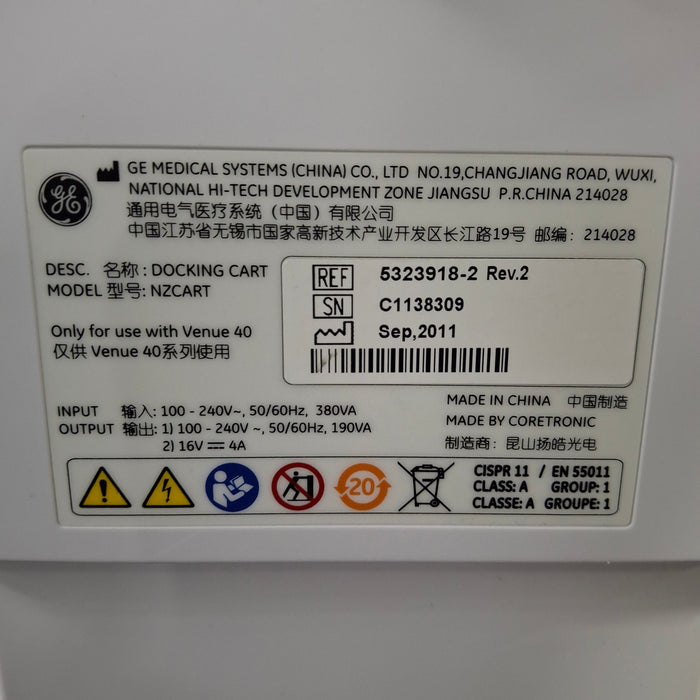 GE MEDICAL SYSTEMS (CHINA) CO., LTD NO.19,CHANGJIANG ROAD, WUXI,
NATIONAL HI-TECH DEVELOPMENT ZONE JIANGSU P.R.CHINA 214028
通用电气医疗系统（中国）有限公司
中国江苏省无锡市国家高新技术产业开发区长江路19号 邮编：214028
GE
DESC. 名称：DOCKING CART
MODEL 型号: NZCART
Only for use with Venue 40
仅供 Venue 40系列使用
REF 5323918-2 Rev.2
SN C1138309
Sep,2011
INPUT 输入: 100 - 240V~, 50/60Hz, 380VA
OUTPUT 输出: 1) 100 - 240V ~, 50/60Hz, 190VA
2) 16V ⎓ 4A
MADE IN CHINA 中国制造
MADE BY CORETRONIC
制造商：昆山扬皓光电
20
CISPR 11 / EN 55011
CLASS: A GROUP: 1
CLASSE: A GROUPE: 1